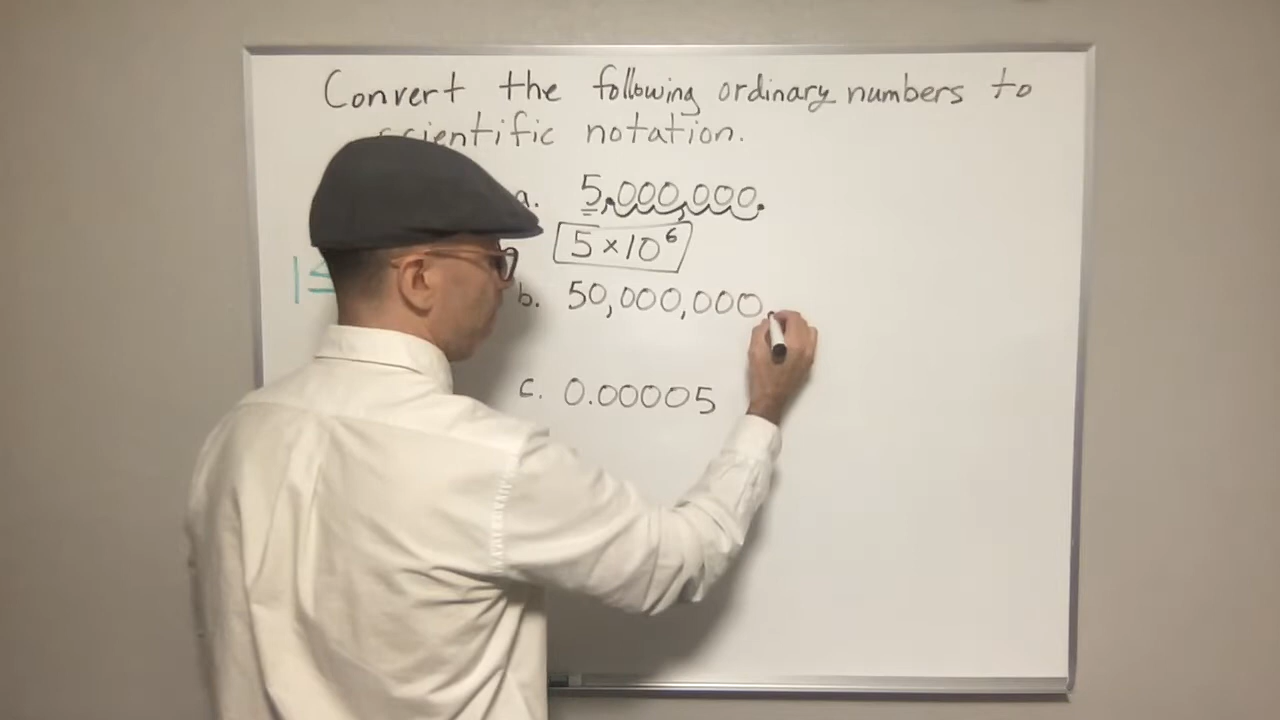 Convert the following ordinary numbers to
scientific notation.
a. 5,000,000.
5 × 10⁶
b. 50,000,000.
c. 0.00005